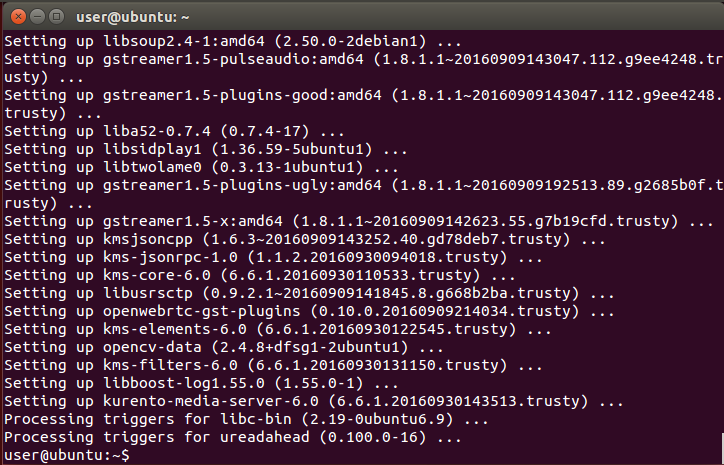 user@ubuntu: ~
Setting up libsoup2.4-1:amd64 (2.50.0-2debian1) ...
Setting up gstreamer1.5-pulseaudio:amd64 (1.8.1.1~20160909143047.112.g9ee4248.tr
usty) ...
Setting up gstreamer1.5-plugins-good:amd64 (1.8.1.1~20160909143047.112.g9ee4248.
trusty) ...
Setting up liba52-0.7.4 (0.7.4-17) ...
Setting up libsidplay1 (1.36.59-5ubuntu1) ...
Setting up libtwolame0 (0.3.13-1ubuntu1) ...
Setting up gstreamer1.5-plugins-ugly:amd64 (1.8.1.1~20160909192513.89.g2685b0f.t
rusty) ...
Setting up gstreamer1.5-x:amd64 (1.8.1.1~20160909142623.55.g7b19cfd.trusty) ...
Setting up kmsjsoncpp (1.6.3~20160909143252.40.gd78deb7.trusty) ...
Setting up kms-jsonrpc-1.0 (1.1.2.20160930094018.trusty) ...
Setting up kms-core-6.0 (6.6.1.20160930110533.trusty) ...
Setting up libusrsctp (0.9.2.1~20160909141845.8.g668b2ba.trusty) ...
Setting up openwebrtc-gst-plugins (0.10.0.20160909214034.trusty) ...
Setting up kms-elements-6.0 (6.6.1.20160930122545.trusty) ...
Setting up opencv-data (2.4.8+dfsg1-2ubuntu1) ...
Setting up kms-filters-6.0 (6.6.1.20160930131150.trusty) ...
Setting up libboost-log1.55.0 (1.55.0-1) ...
Setting up kurento-media-server-6.0 (6.6.1.20160930143513.trusty) ...
Processing triggers for libc-bin (2.19-0ubuntu6.9) ...
Processing triggers for ureadahead (0.100.0-16) ...
user@ubuntu:~$